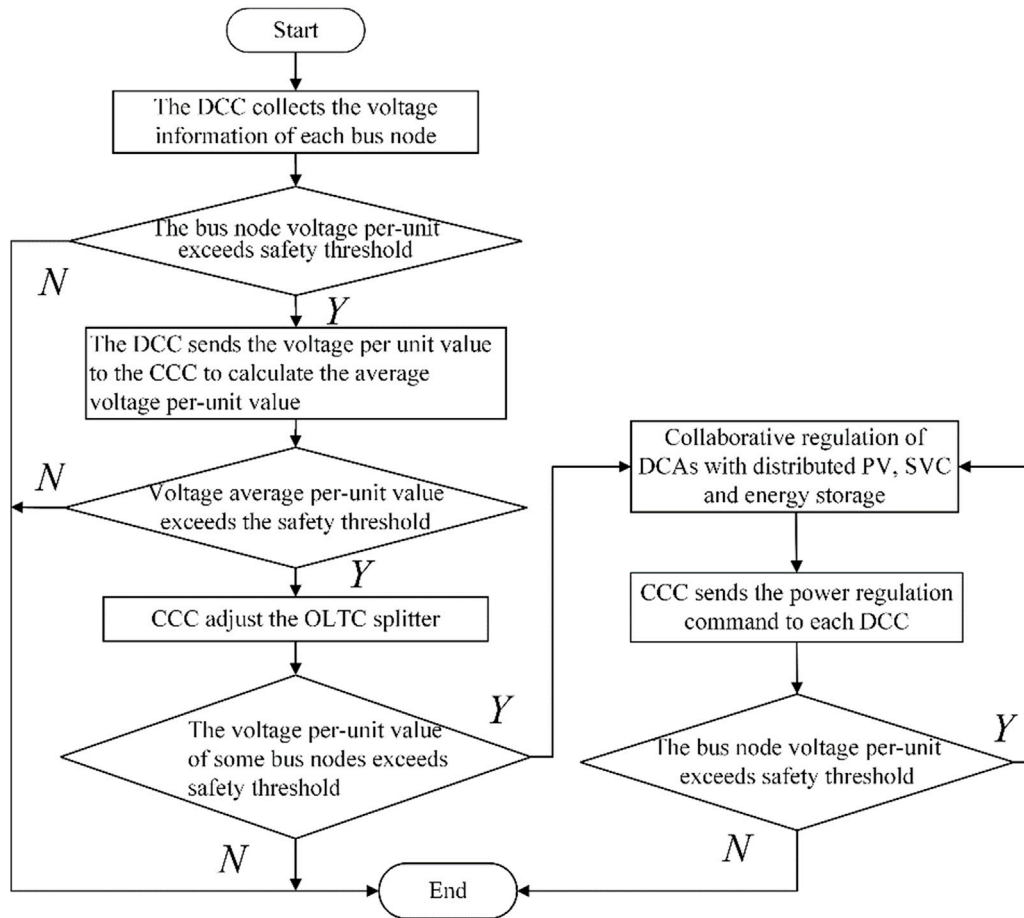 Start
The DCC collects the voltage
information of each bus node
The bus node voltage per-unit
exceeds safety threshold
N
Y
The DCC sends the voltage per unit value
to the CCC to calculate the average
voltage per-unit value
N
Voltage average per-unit value
exceeds the safety threshold
Y
CCC adjust the OLTC splitter
The voltage per-unit value
of some bus nodes exceeds
safety threshold
Y
N
Collaborative regulation of
DCAs with distributed PV, SVC
and energy storage
CCC sends the power regulation
command to each DCC
The bus node voltage per-unit
exceeds safety threshold
Y
N
End